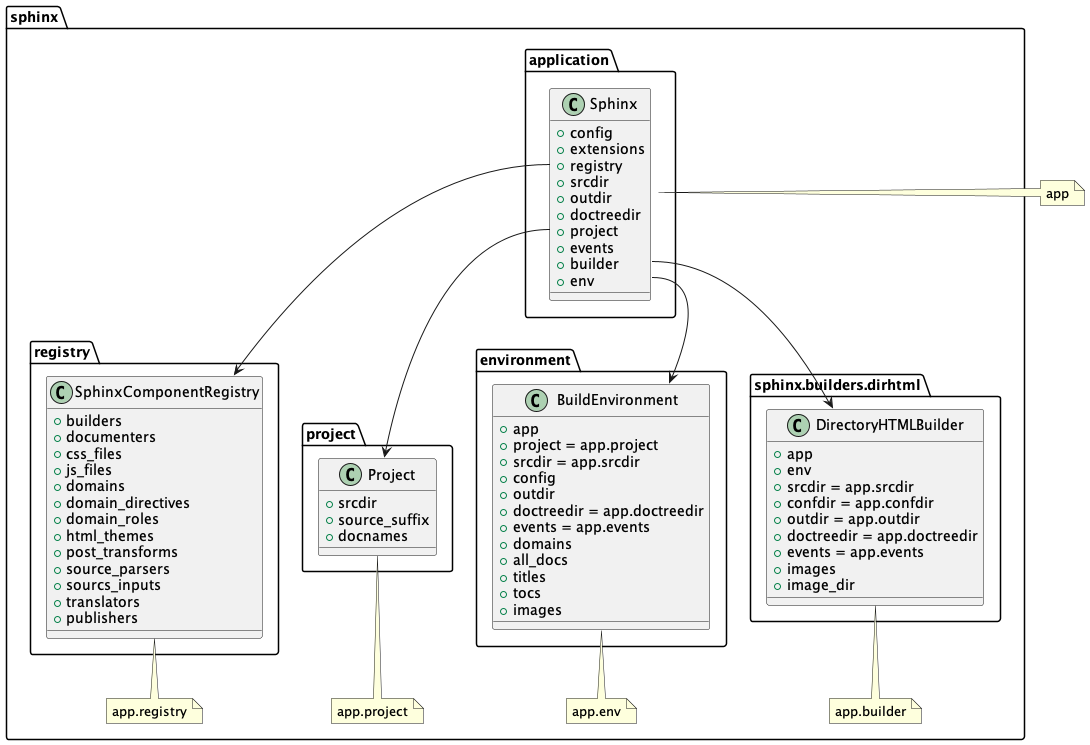 sphinx
application
C Sphinx
config
extensions
registry
srcdir
outdir
doctreedir
project
events
builder
env
app
registry
C SphinxComponentRegistry
builders
documenters
css_files
js_files
domains
domain_directives
domain_roles
html_themes
post_transforms
source_parsers
sourcs_inputs
translators
publishers
project
C Project
srcdir
source_suffix
docnames
environment
C BuildEnvironment
app
project = app.project
srcdir = app.srcdir
config
outdir
doctreedir = app.doctreedir
events = app.events
domains
all_docs
titles
tocs
images
sphinx.builders.dirhtml
C DirectoryHTMLBuilder
app
env
srcdir = app.srcdir
confdir = app.confdir
outdir = app.outdir
doctreedir = app.doctreedir
events = app.events
images
image_dir
app.registry
app.project
app.env
app.builder